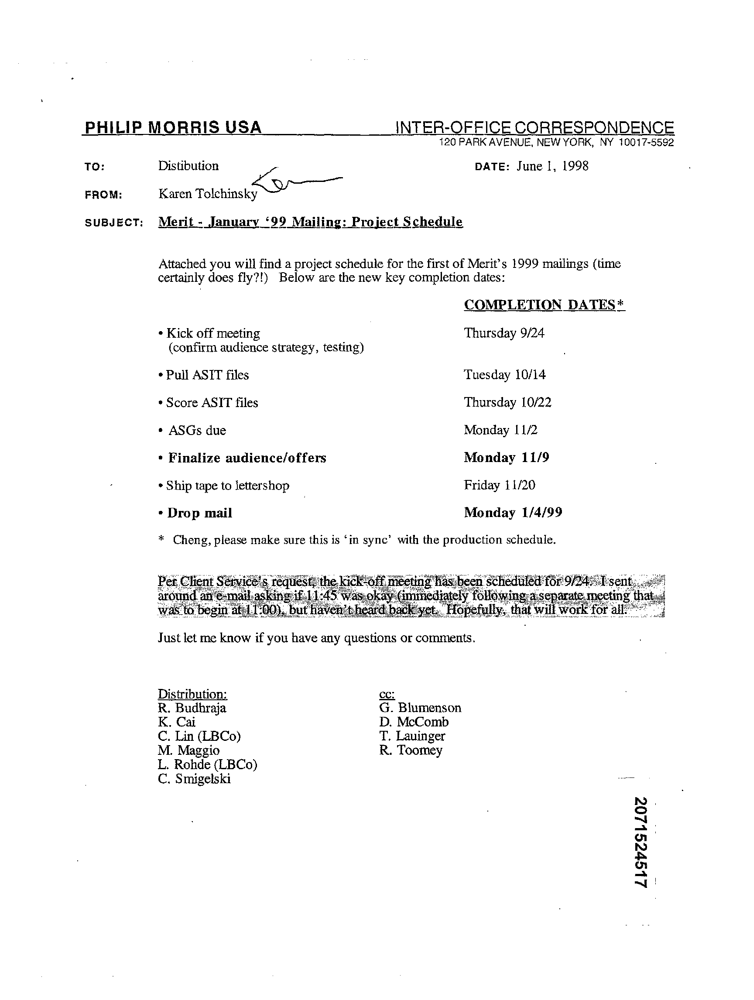 PHILIP MORRIS USA INTER-OFFICE CORRESPONDENCE
120 PARK AVENUE, NEW YORK, NY 10017-5592
TO: Distibution DATE: June 1, 1998
FROM: Karen Tolchinsky
SUBJECT: Merit - January '99 Mailing: Project Schedule
Attached you will find a project schedule for the first of Merit's 1999 mailings (time
certainly does fly?!) Below are the new key completion dates:
COMPLETION DATES*
• Kick off meeting Thursday 9/24
(confirm audience strategy, testing)
• Pull ASIT files Tuesday 10/14
• Score ASIT files Thursday 10/22
• ASGs due Monday 11/2
• Finalize audience/offers Monday 11/9
• Ship tape to lettershop Friday 11/20
• Drop mail Monday 1/4/99
* Cheng, please make sure this is 'in sync' with the production schedule.
Per Client Service's request, the kick-off meeting has been scheduled for 9/24. I sent
around an e-mail asking if 11:45 was okay (immediately following a separate meeting that
was to begin at 11:00), but haven't heard back yet. Hopefully, that will work for all.
Just let me know if you have any questions or comments.
Distribution: cc:
R. Budhraja G. Blumenson
K. Cai D. McComb
C. Lin (LBCo) T. Lauinger
M. Maggio R. Toomey
L. Rohde (LBCo)
C. Smigelski
2071524517